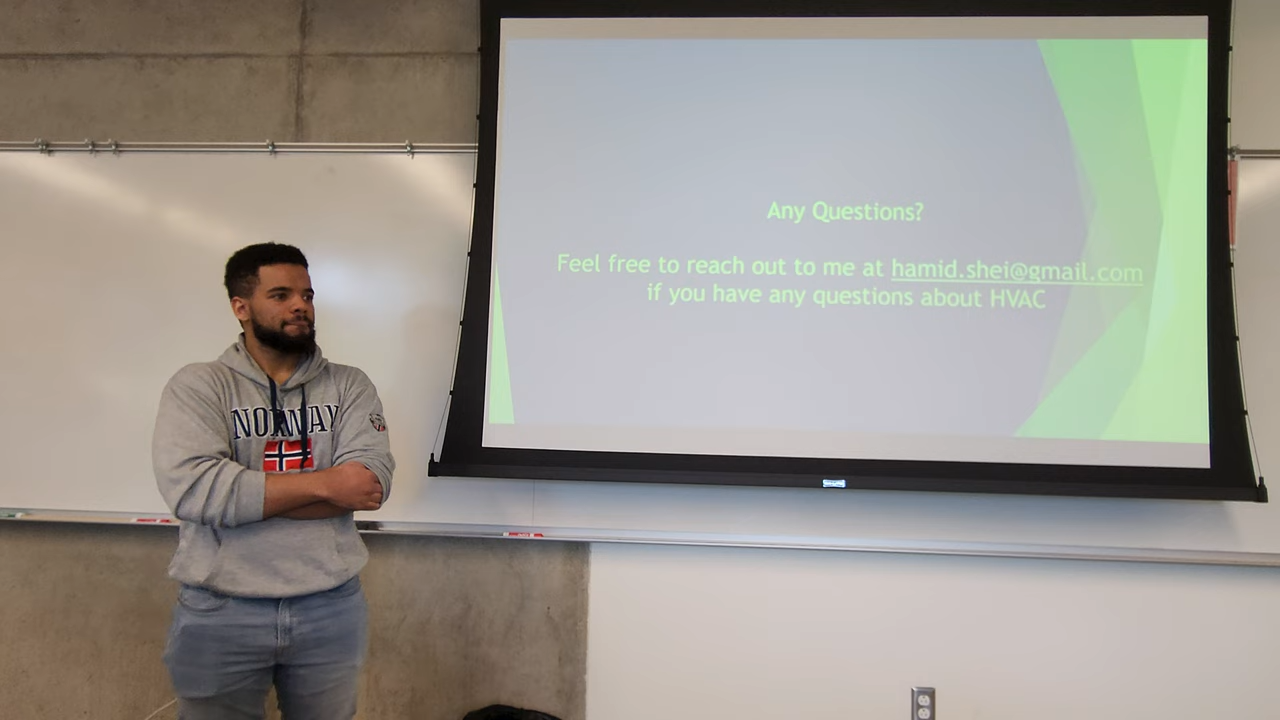 Any Questions?
Feel free to reach out to me at hamid.shei@gmail.com
if you have any questions about HVAC
NORWAY